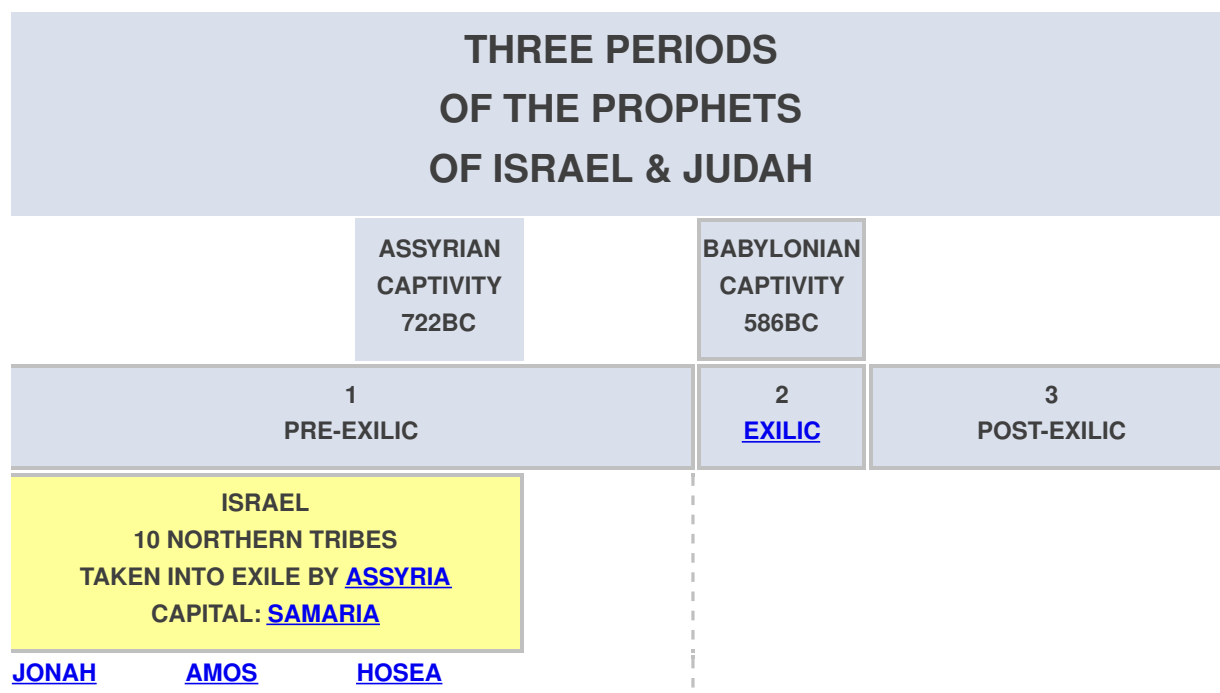 THREE PERIODS
OF THE PROPHETS
OF ISRAEL & JUDAH
ASSYRIAN
CAPTIVITY
722BC
BABYLONIAN
CAPTIVITY
586BC
1
PRE-EXILIC
2
EXILIC
3
POST-EXILIC
ISRAEL
10 NORTHERN TRIBES
TAKEN INTO EXILE BY ASSYRIA
CAPITAL: SAMARIA
JONAH AMOS HOSEA